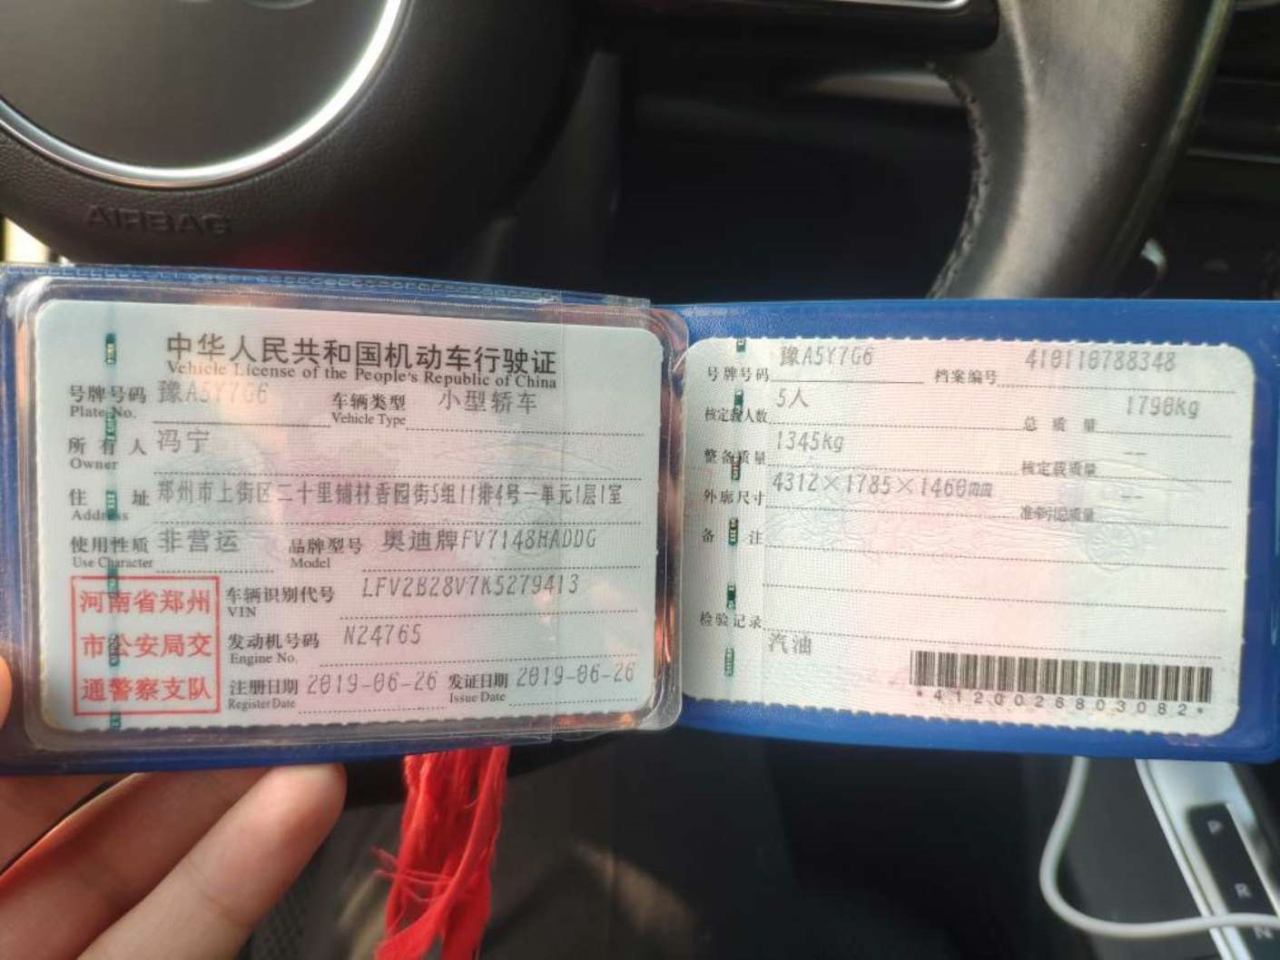 AIRBAG
中华人民共和国机动车行驶证
Vehicle License of the People's Republic of China
号牌号码 豫A5Y7G6 车辆类型 小型轿车
Plate No. Vehicle Type
所有人 冯宁
Owner
住址 郑州市上街区二十里铺村香园街5组11排4号一单元1层1室
Address
使用性质 非营运 品牌型号 奥迪牌FV7148HADDG
Use Character Model
河南省郑州
市公安局交
通警察支队
车辆识别代号 LFV2B28V7K5279413
VIN
发动机号码 N24765
Engine No.
注册日期 2019-06-26 发证日期 2019-06-26
Register Date Issue Date
号牌号码 豫A5Y7G6 档案编号 410110788348
核定载人数 5人 总质量 1790kg
整备质量 1345kg 核定载质量 --
外廓尺寸 4312×1785×1460mm 准牵引总质量 --
备注
检验记录
汽油
*4120028803082*
P
R
N